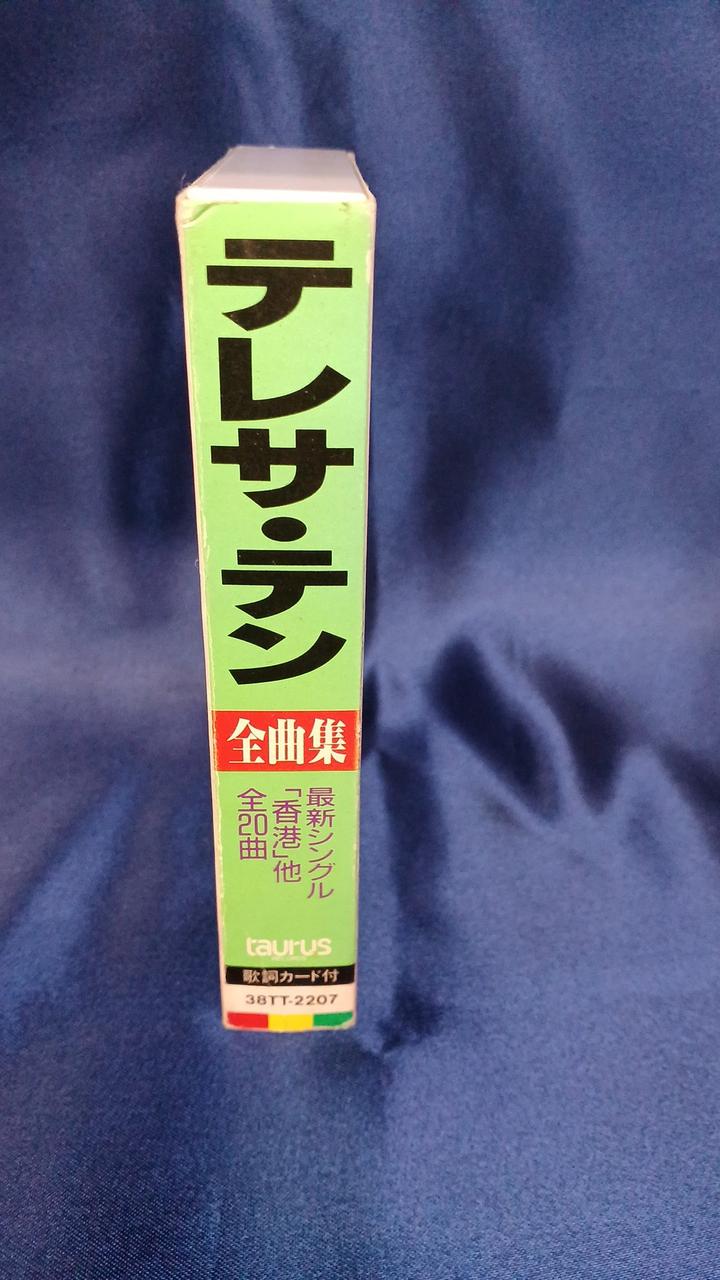 テレサ・テン
全曲集
最新シングル
「香港」他
全20曲
taurus
歌詞カード付
38TT-2207